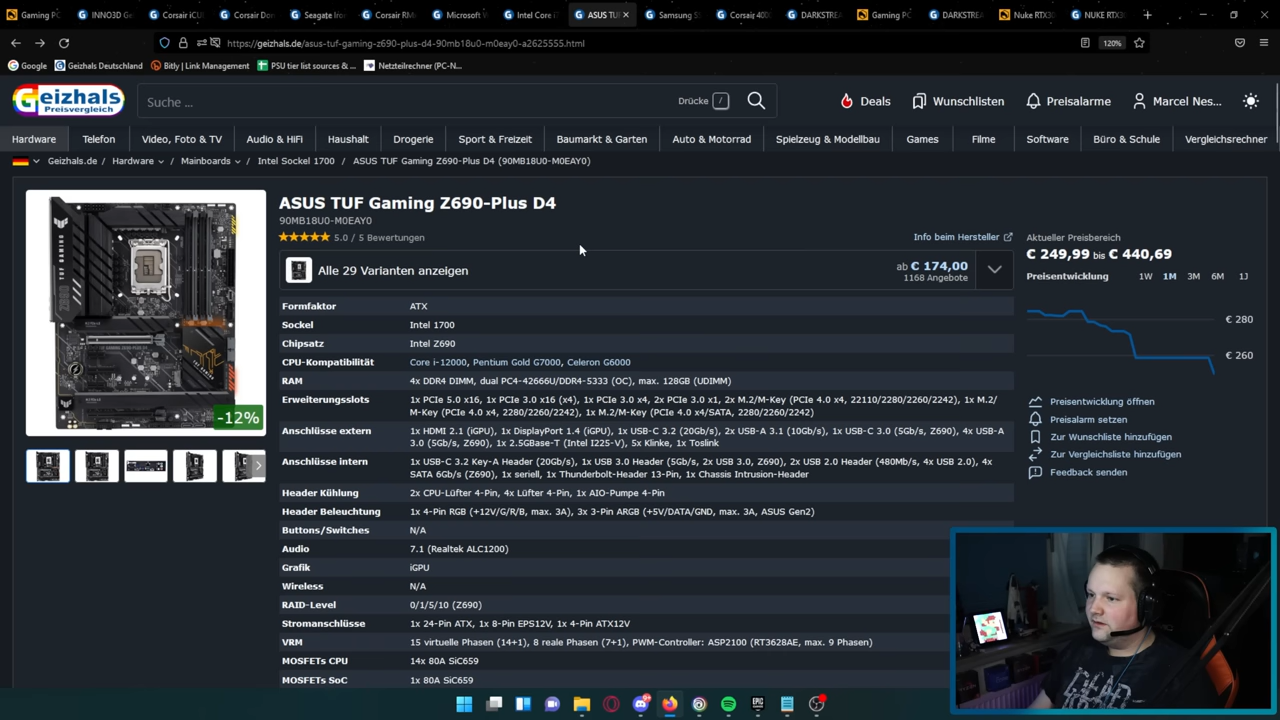 Gaming PC
INNO3D Ge
Corsair iCU
Corsair Do
Seagate Iro
Corsair RM
Microsoft
Intel Core i
ASUS TUF
Samsung S
Corsair 400
DARKSTREA
Gaming PC
DARKSTREA
Nuke RTX30
NUKE RTX30
https://geizhals.de/asus-tuf-gaming-z690-plus-d4-90mb18u0-m0eay0-a2625555.html
120%
Google
Geizhals Deutschland
Bitly | Link Management
PSU tier list sources & ...
Netzteilrechner (PC-N...
Geizhals
Preisvergleich
Suche ...
Drücke /
Deals
Wunschlisten
Preisalarme
Marcel Nes...
Hardware
Telefon
Video, Foto & TV
Audio & HiFi
Haushalt
Drogerie
Sport & Freizeit
Baumarkt & Garten
Auto & Motorrad
Spielzeug & Modellbau
Games
Filme
Software
Büro & Schule
Vergleichsrechner
Geizhals.de / Hardware / Mainboards / Intel Sockel 1700 / ASUS TUF Gaming Z690-Plus D4 (90MB18U0-M0EAY0)
ASUS TUF Gaming Z690-Plus D4
90MB18U0-M0EAY0
5.0 / 5 Bewertungen
Info beim Hersteller
Alle 29 Varianten anzeigen
ab € 174,00
1168 Angebote
-12%
Formfaktor ATX
Sockel Intel 1700
Chipsatz Intel Z690
CPU-Kompatibilität Core i-12000, Pentium Gold G7000, Celeron G6000
RAM 4x DDR4 DIMM, dual PC4-42666U/DDR4-5333 (OC), max. 128GB (UDIMM)
Erweiterungsslots 1x PCIe 5.0 x16, 1x PCIe 3.0 x16 (x4), 1x PCIe 3.0 x4, 2x PCIe 3.0 x1, 2x M.2/M-Key (PCIe 4.0 x4, 22110/2280/2260/2242), 1x M.2/
M-Key (PCIe 4.0 x4, 2280/2260/2242), 1x M.2/M-Key (PCIe 4.0 x4/SATA, 2280/2260/2242)
Anschlüsse extern 1x HDMI 2.1 (iGPU), 1x DisplayPort 1.4 (iGPU), 1x USB-C 3.2 (20Gb/s), 2x USB-A 3.1 (10Gb/s), 1x USB-C 3.0 (5Gb/s, Z690), 4x USB-A
3.0 (5Gb/s, Z690), 1x 2.5GBase-T (Intel I225-V), 5x Klinke, 1x Toslink
Anschlüsse intern 1x USB-C 3.2 Key-A Header (20Gb/s), 1x USB 3.0 Header (5Gb/s, 2x USB 3.0, Z690), 2x USB 2.0 Header (480Mb/s, 4x USB 2.0), 4x
SATA 6Gb/s (Z690), 1x seriell, 1x Thunderbolt-Header 13-Pin, 1x Chassis Intrusion-Header
Header Kühlung 2x CPU-Lüfter 4-Pin, 4x Lüfter 4-Pin, 1x AIO-Pumpe 4-Pin
Header Beleuchtung 1x 4-Pin RGB (+12V/G/R/B, max. 3A), 3x 3-Pin ARGB (+5V/DATA/GND, max. 3A, ASUS Gen2)
Buttons/Switches N/A
Audio 7.1 (Realtek ALC1200)
Grafik iGPU
Wireless N/A
RAID-Level 0/1/5/10 (Z690)
Stromanschlüsse 1x 24-Pin ATX, 1x 8-Pin EPS12V, 1x 4-Pin ATX12V
VRM 15 virtuelle Phasen (14+1), 8 reale Phasen (7+1), PWM-Controller: ASP2100 (RT3628AE, max. 9 Phasen)
MOSFETs CPU 14x 80A SiC659
MOSFETs SoC 1x 80A SiC659
Aktueller Preisbereich
€ 249,99 bis € 440,69
Preisentwicklung 1W 1M 3M 6M 1J
€ 280
€ 260
Preisentwicklung öffnen
Preisalarm setzen
Zur Wunschliste hinzufügen
Zur Vergleichsliste hinzufügen
Feedback senden
GEAR